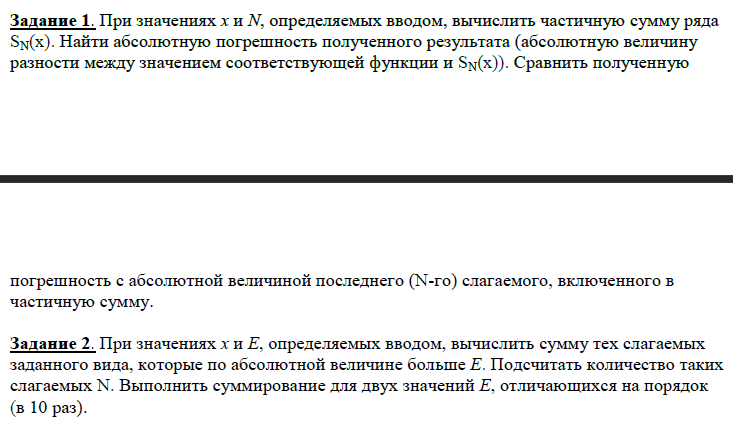 Задание 1. При значениях x и N, определяемых вводом, вычислить частичную сумму ряда
SN(x). Найти абсолютную погрешность полученного результата (абсолютную величину
разности между значением соответствующей функции и SN(x)). Сравнить полученную
погрешность с абсолютной величиной последнего (N-го) слагаемого, включенного в
частичную сумму.
Задание 2. При значениях x и E, определяемых вводом, вычислить сумму тех слагаемых
заданного вида, которые по абсолютной величине больше E. Подсчитать количество таких
слагаемых N. Выполнить суммирование для двух значений E, отличающихся на порядок
(в 10 раз).